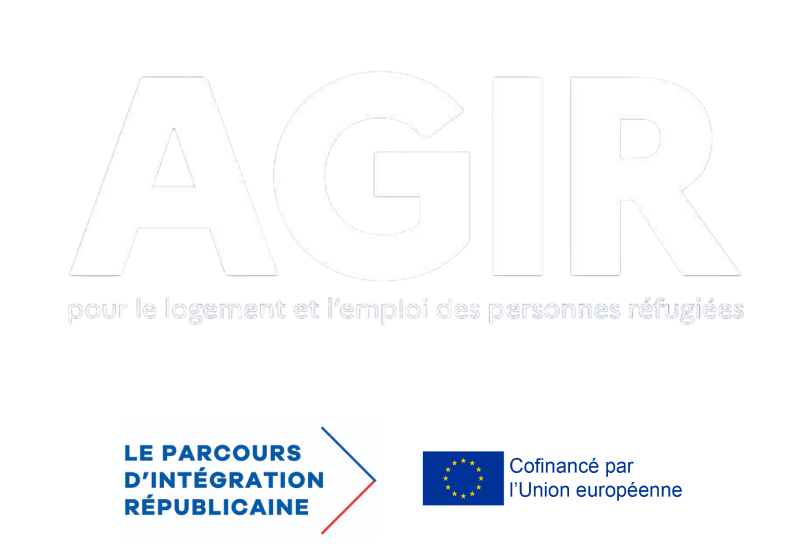 AGIR
pour le logement et l'emploi des personnes réfugiées
LE PARCOURS
D'INTÉGRATION
RÉPUBLICAINE
Cofinancé par
l'Union européenne